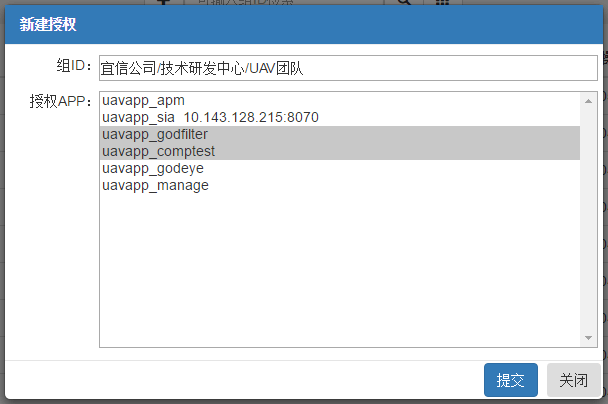 新建授权
组ID：
宜信公司/技术研发中心/UAV团队
授权APP：
uavapp_apm
uavapp_sia 10.143.128.215:8070
uavapp_godfilter
uavapp_comptest
uavapp_godeye
uavapp_manage
提交
关闭